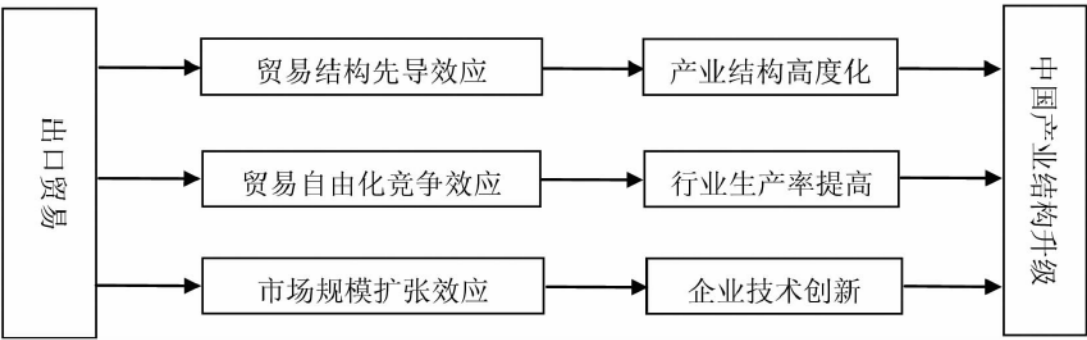 出口贸易
贸易结构先导效应
产业结构高度化
贸易自由化竞争效应
行业生产率提高
市场规模扩张效应
企业技术创新
中国产业结构升级